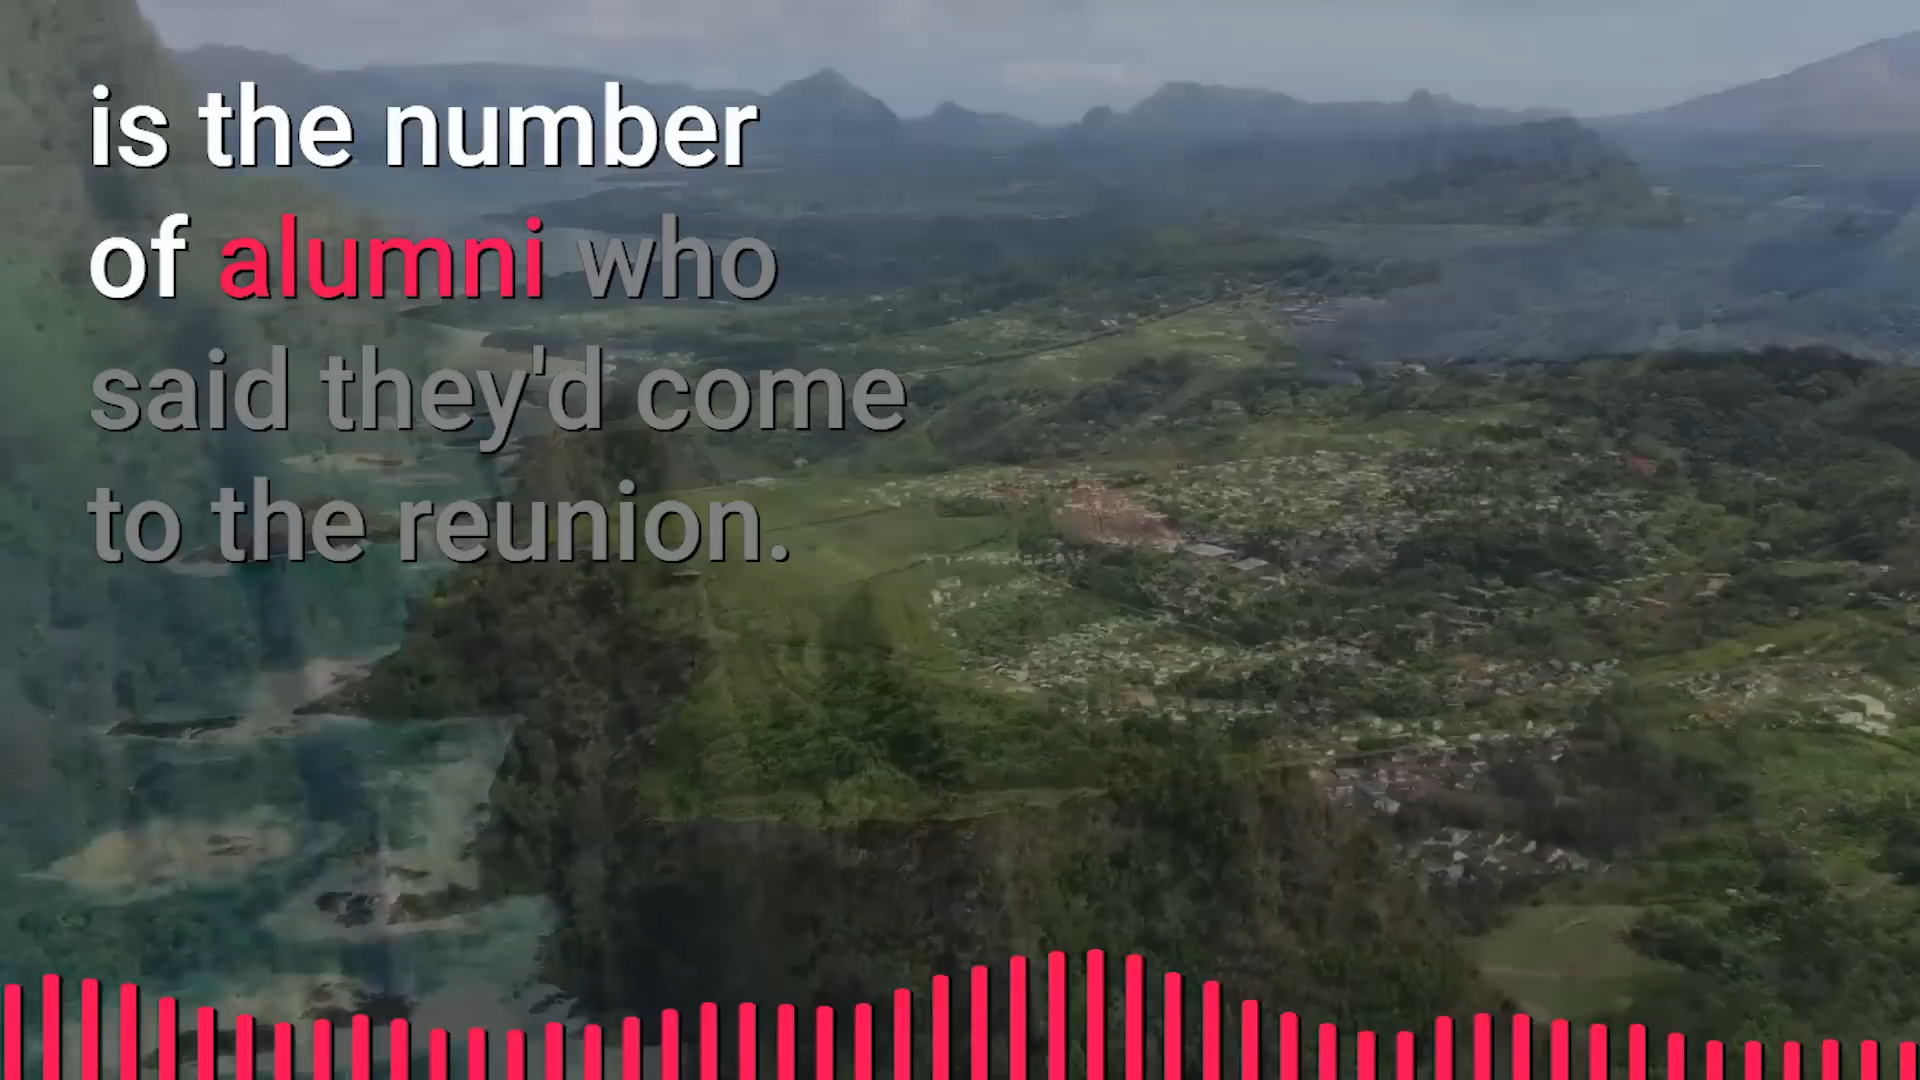 is the number
of alumni who
said they'd come
to the reunion.